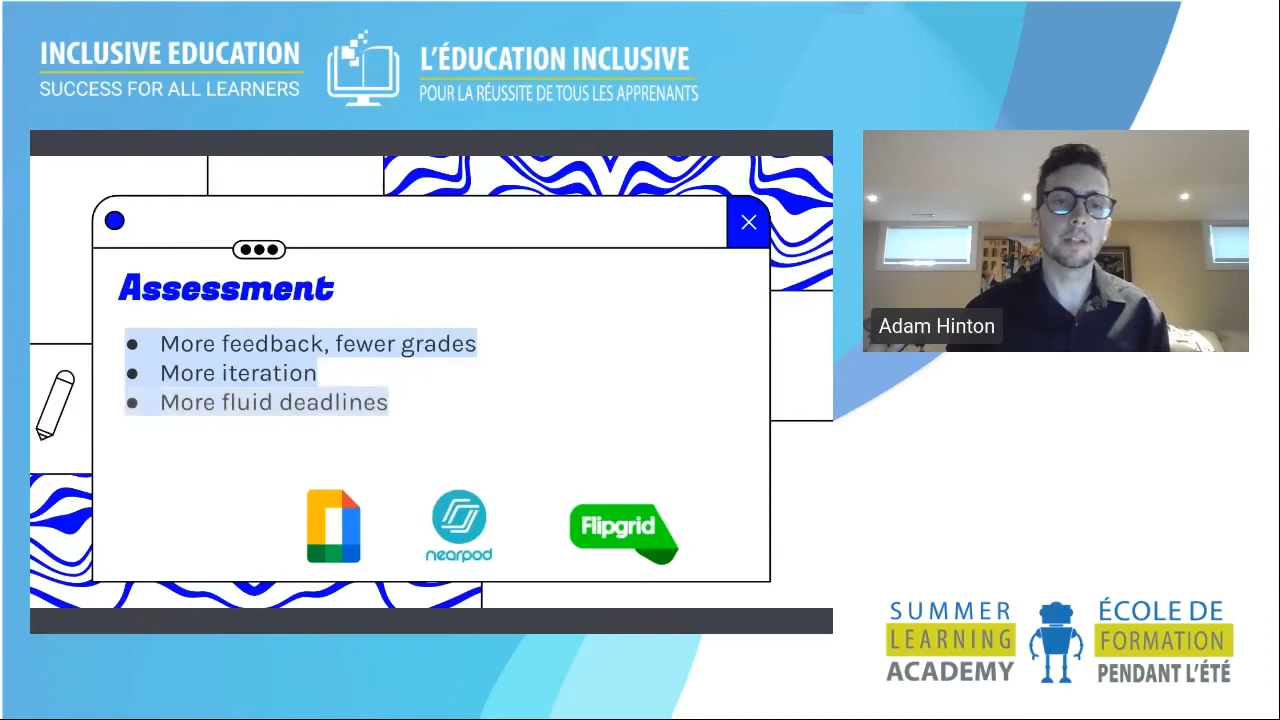 INCLUSIVE EDUCATION
SUCCESS FOR ALL LEARNERS
L'ÉDUCATION INCLUSIVE
POUR LA RÉUSSITE DE TOUS LES APPRENANTS
Assessment
● More feedback, fewer grades
● More iteration
● More fluid deadlines
nearpod
Flipgrid
Adam Hinton
SUMMER
LEARNING
ACADEMY
ÉCOLE DE
FORMATION
PENDANT L'ÉTÉ